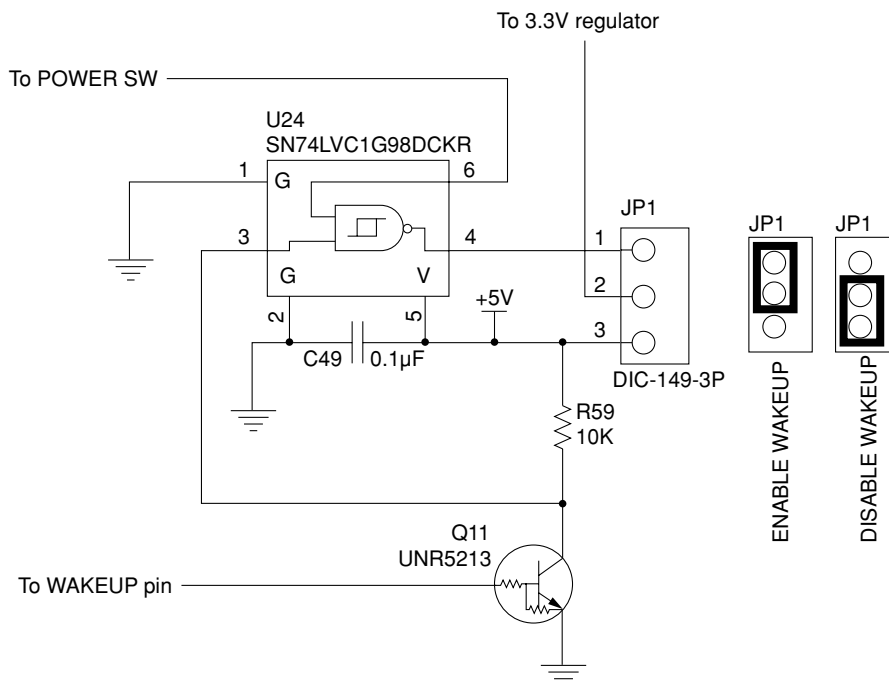 To 3.3V regulator
To POWER SW
U24
SN74LVC1G98DCKR
1
G
6
JP1
JP1
JP1
3
4
1
G
V
2
+5V
2
5
3
C49
0.1µF
DIC-149-3P
R59
10K
ENABLE WAKEUP
DISABLE WAKEUP
Q11
UNR5213
To WAKEUP pin